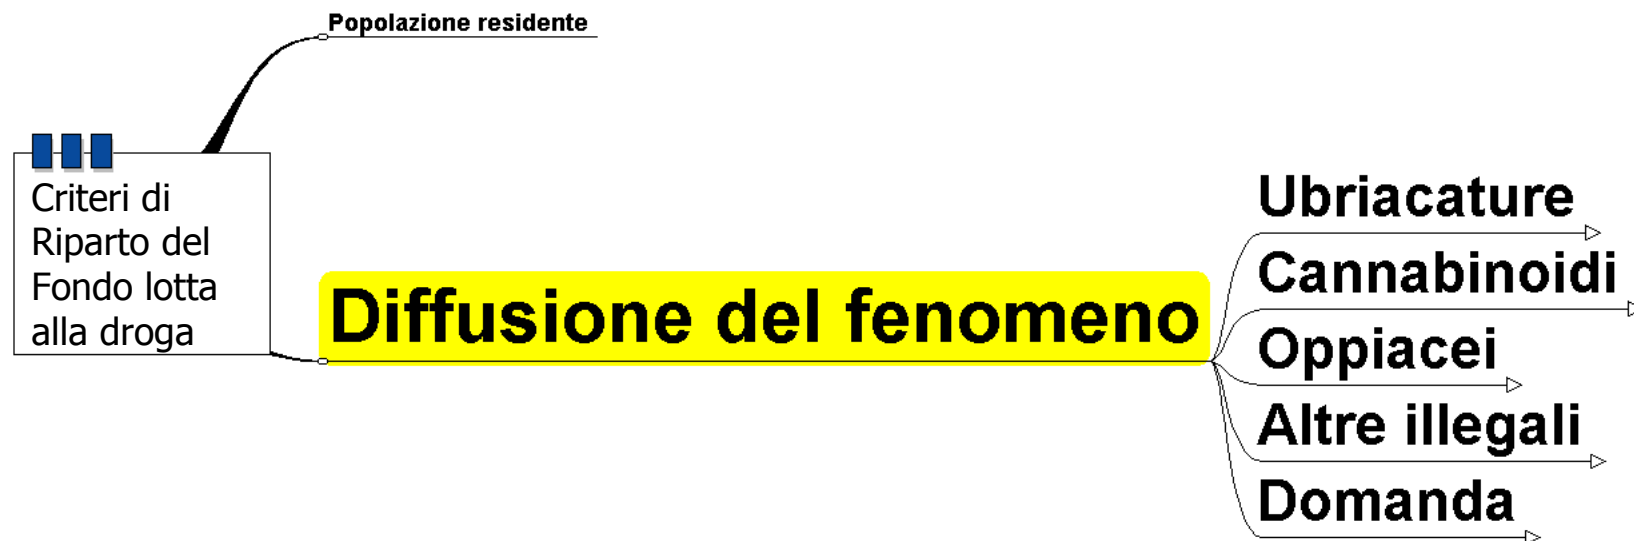 Popolazione residente
Criteri di
Riparto del
Fondo lotta
alla droga
Diffusione del fenomeno
Ubriacature
Cannabinoidi
Oppiacei
Altre illegali
Domanda